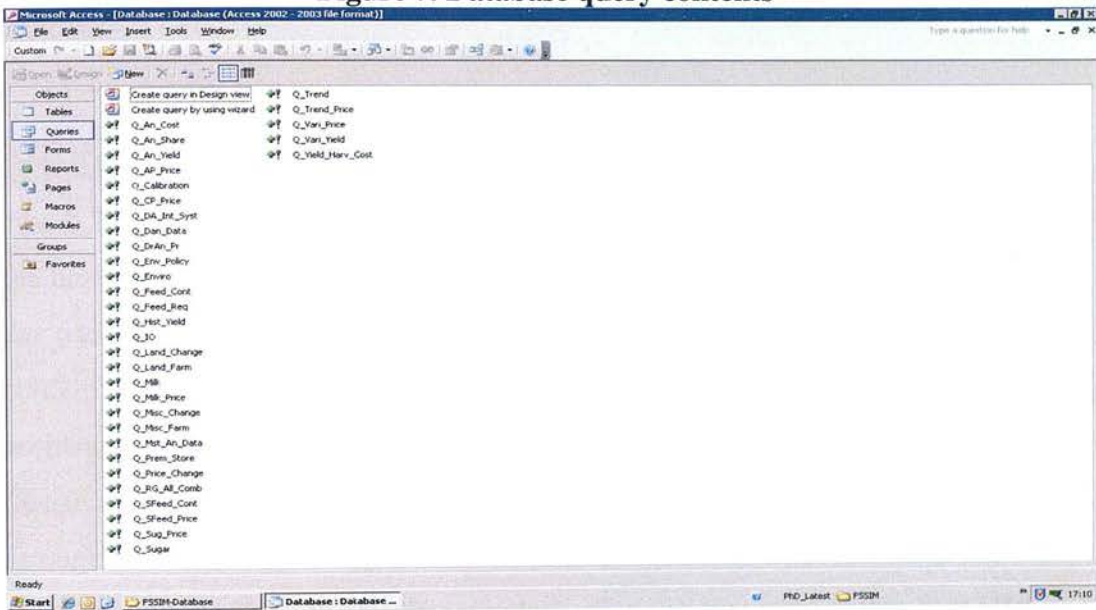 Microsoft Access - [Database : Database (Access 2002 - 2003 file format)]
File Edit View Insert Tools Window Help
Type a question for help
Custom
Open Design New
Objects
Tables
Queries
Forms
Reports
Pages
Macros
Modules
Groups
Favorites
Create query in Design view
Create query by using wizard
Q_An_Cost
Q_An_Share
Q_An_Yield
Q_AP_Price
Q_Calibration
Q_CP_Price
Q_DA_Int_Syst
Q_Dan_Data
Q_DrAn_Pr
Q_Env_Policy
Q_Enviro
Q_Feed_Cont
Q_Feed_Req
Q_Hist_Yield
Q_IO
Q_Land_Change
Q_Land_Farm
Q_Milk
Q_Milk_Price
Q_Misc_Change
Q_Misc_Farm
Q_Mst_An_Data
Q_Prem_Store
Q_Price_Change
Q_RG_All_Comb
Q_SFeed_Cont
Q_SFeed_Price
Q_Sug_Price
Q_Sugar
Q_Trend
Q_Trend_Price
Q_Vari_Price
Q_Vari_Yield
Q_Yield_Harv_Cost
Ready
Start
FSSIM-Database
Database : Database ...
PhD_Latest
FSSIM
17:10